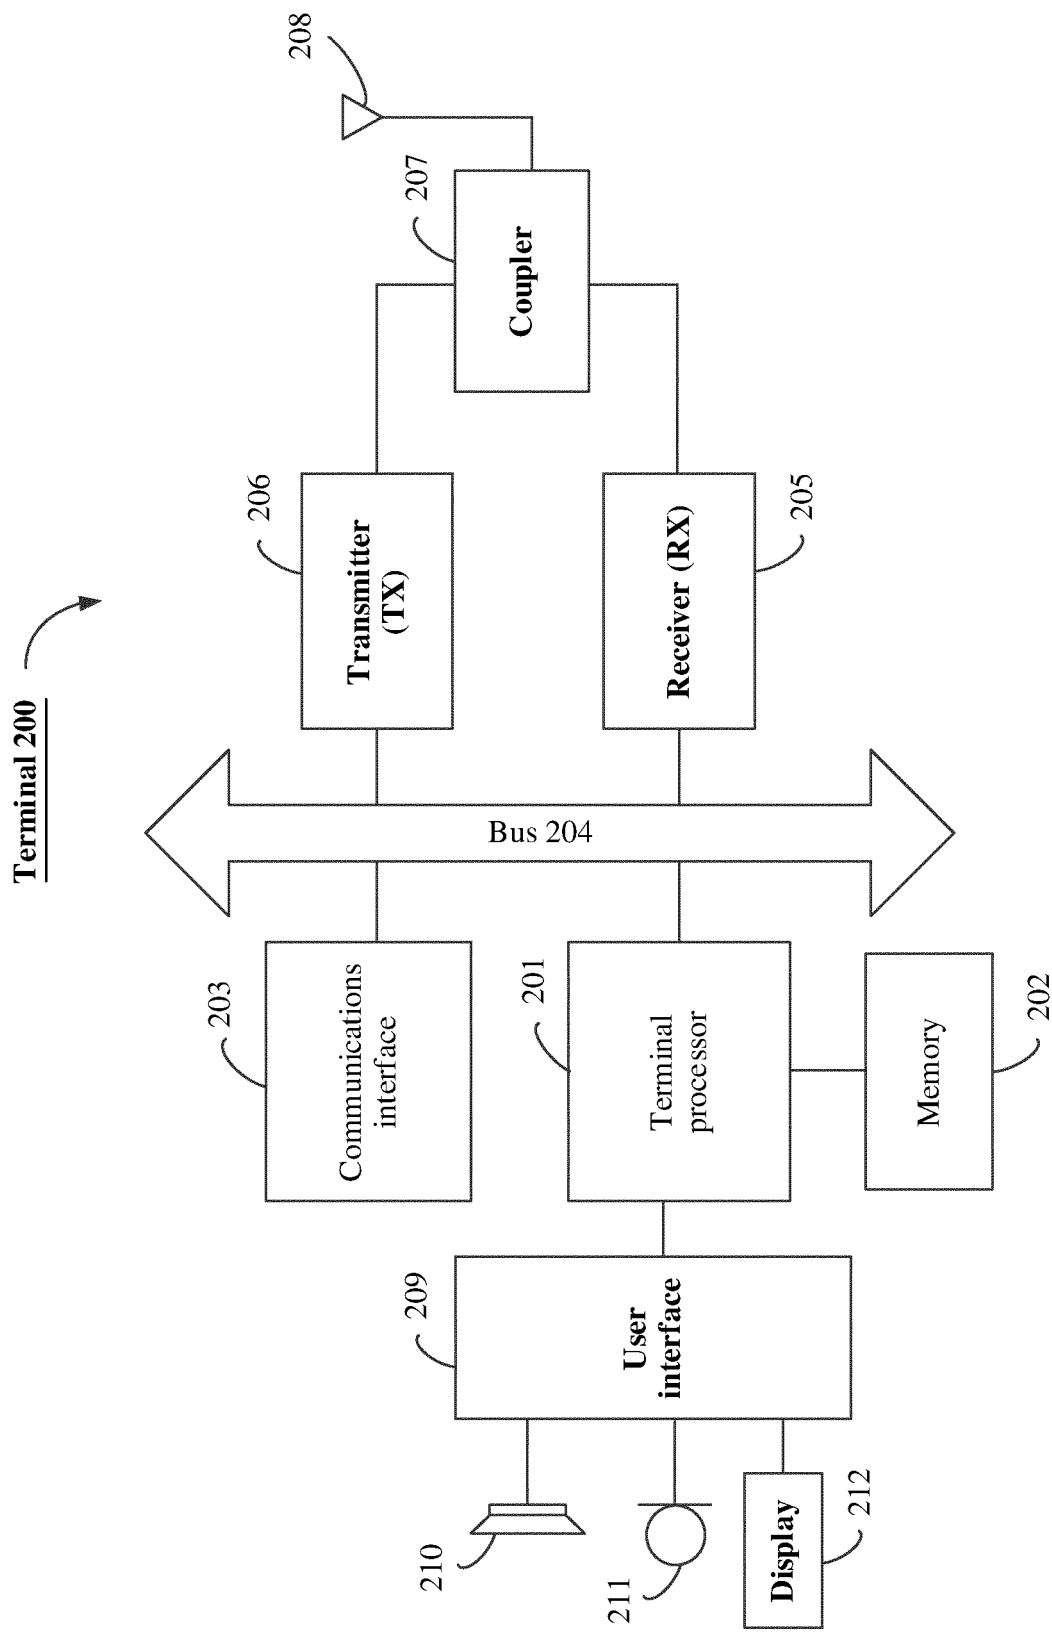 Terminal 200
208
207
Coupler
206
Transmitter
(TX)
Receiver (RX)
205
Bus 204
203
Communications
interface
201
Terminal
processor
Memory
202
209
User
interface
210
211
Display
212